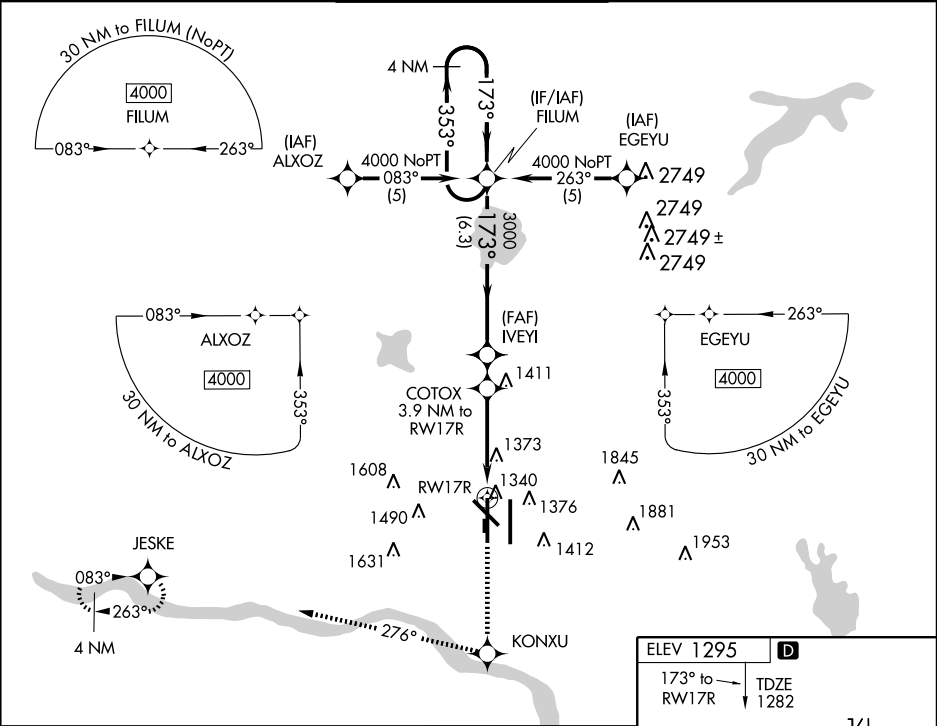 30 NM to FILUM (NoPT)
4000
FILUM
083°
263°
4 NM
353°
173°
(IF/IAF)
FILUM
(IAF)
ALXOZ
4000 NoPT
083°
(5)
4000 NoPT
263°
(5)
(IAF)
EGEYU
2749
2749
2749 ±
2749
3000
173°
(6.3)
083°
ALXOZ
4000
353°
30 NM to ALXOZ
(FAF)
IVEYI
COTOX
3.9 NM to
RW17R
1411
263°
EGEYU
4000
353°
30 NM to EGEYU
1373
1608
RW17R
1340
1376
1845
1490
1881
1631
1412
1953
JESKE
083°
263°
4 NM
276°
KONXU
ELEV 1295
D
173° to
RW17R
TDZE
1282